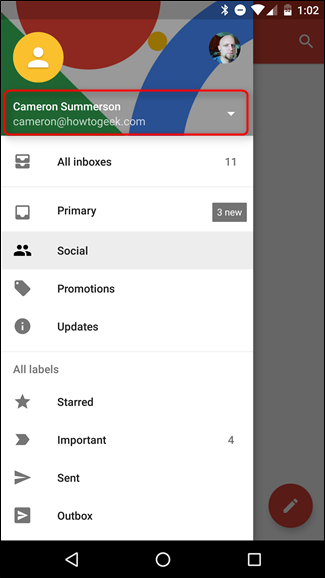 1:02
Cameron Summerson
cameron@howtogeek.com
All inboxes 11
Primary 3 new
Social
Promotions
Updates
All labels
Starred
Important 4
Sent
Outbox